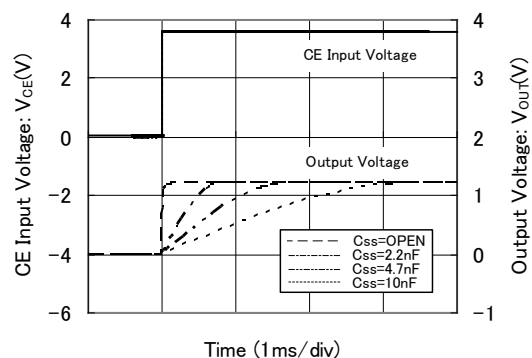 4
2
0
-2
-4
-6
CE Input Voltage: VCE(V)
CE Input Voltage
Output Voltage
Css=OPEN
Css=2.2nF
Css=4.7nF
Css=10nF
4
3
2
1
0
-1
Output Voltage: VOUT(V)
Time (1ms/div)